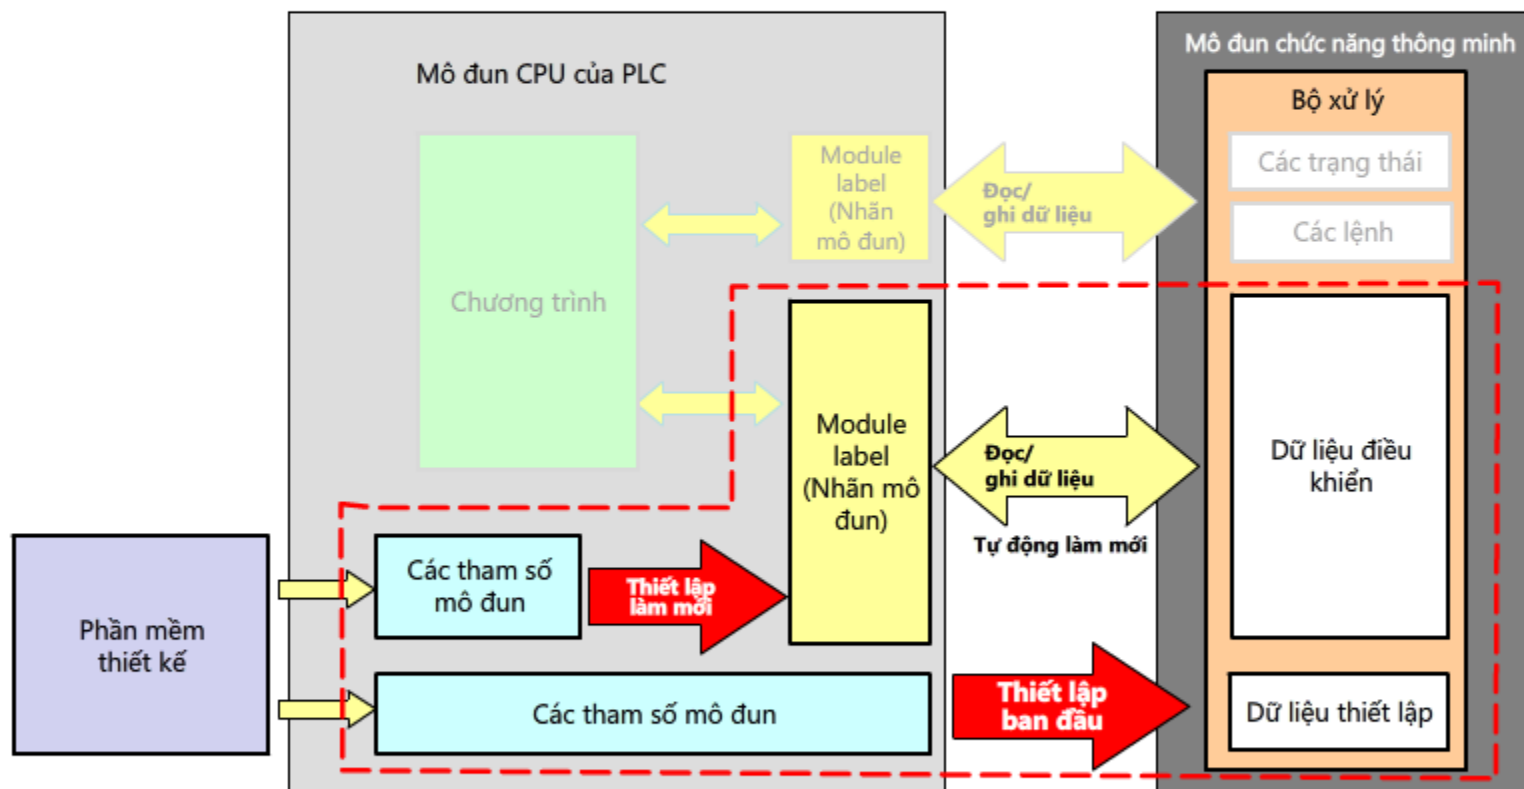 Mô đun CPU của PLC
Mô đun chức năng thông minh
Bộ xử lý
Chương trình
Module
label
(Nhãn
mô đun)
Đọc/
ghi dữ liệu
Các trạng thái
Các lệnh
Module
label
(Nhãn mô
đun)
Đọc/
ghi dữ liệu
Tự động làm mới
Dữ liệu điều
khiển
Phần mềm
thiết kế
Các tham số
mô đun
Thiết lập
làm mới
Các tham số mô đun
Thiết lập
ban đầu
Dữ liệu thiết lập